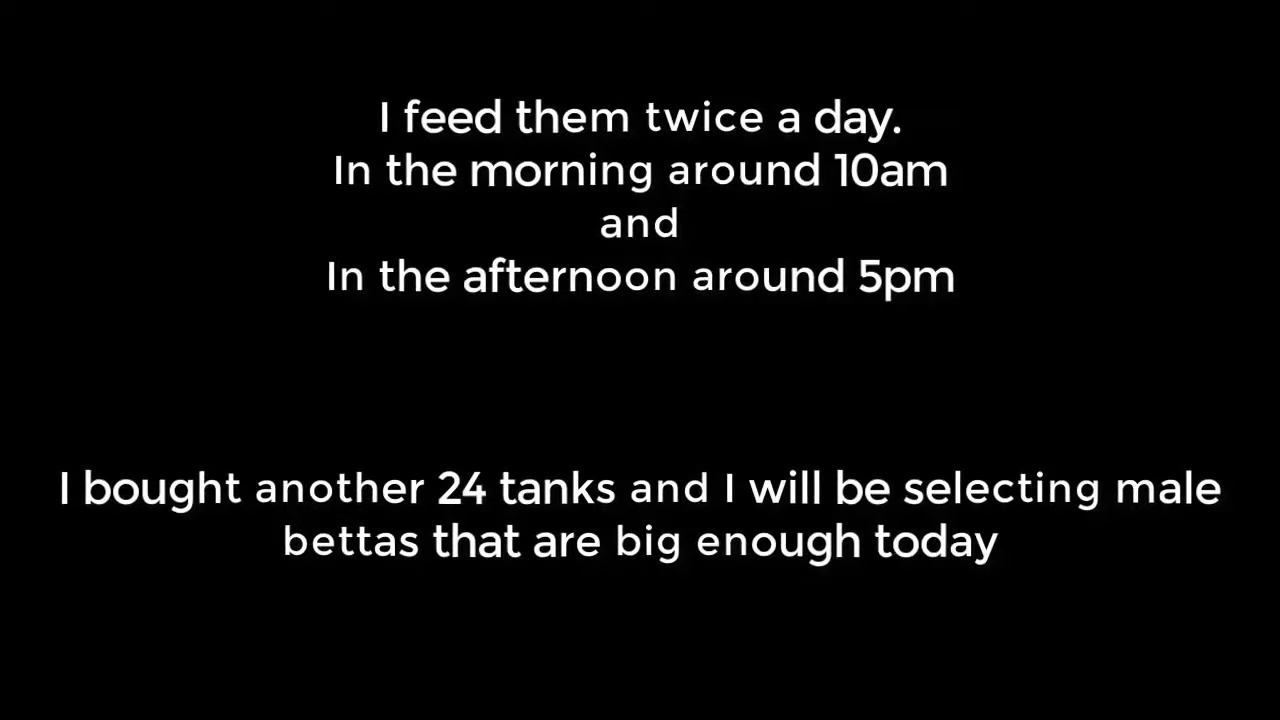 I feed them twice a day.
In the morning around 10am
and
In the afternoon around 5pm
I bought another 24 tanks and I will be selecting male
bettas that are big enough today